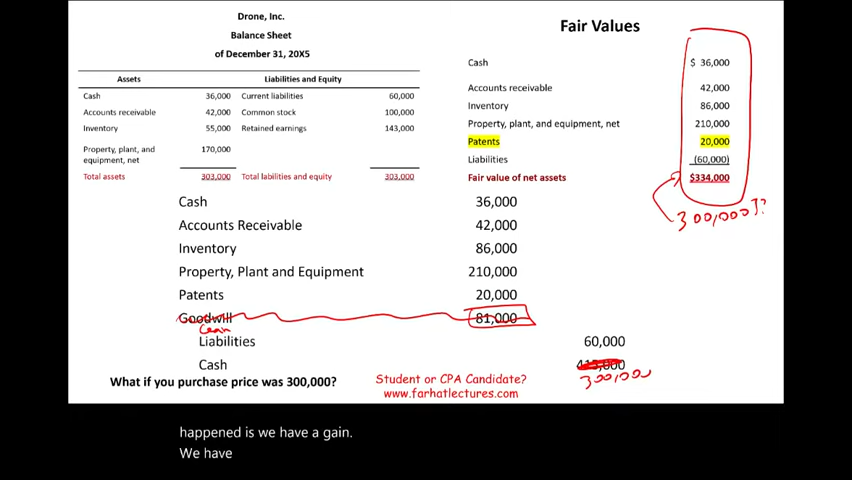 Drone, Inc.
Balance Sheet
of December 31, 20X5
Assets Liabilities and Equity
Cash 36,000 Current liabilities 60,000
Accounts receivable 42,000 Common stock 100,000
Inventory 55,000 Retained earnings 143,000
Property, plant, and 170,000
equipment, net
Total assets 303,000 Total labilities and equity 303,000
Fair Values
Cash $ 36,000
Accounts receivable 42,000
Inventory 86,000
Property, plant, and equipment, net 210,000
Patents 20,000
Liabilities (60,000)
Fair value of net assets $334,000
300,000
Cash 36,000
Accounts Receivable 42,000
Inventory 86,000
Property, Plant and Equipment 210,000
Patents 20,000
Goodwill 81,000
Liabilities 60,000
Cash
300,000
What if you purchase price was 300,000?
Student or CPA Candidate?
www.farhatlectures.com
happened is we have a gain.
We have